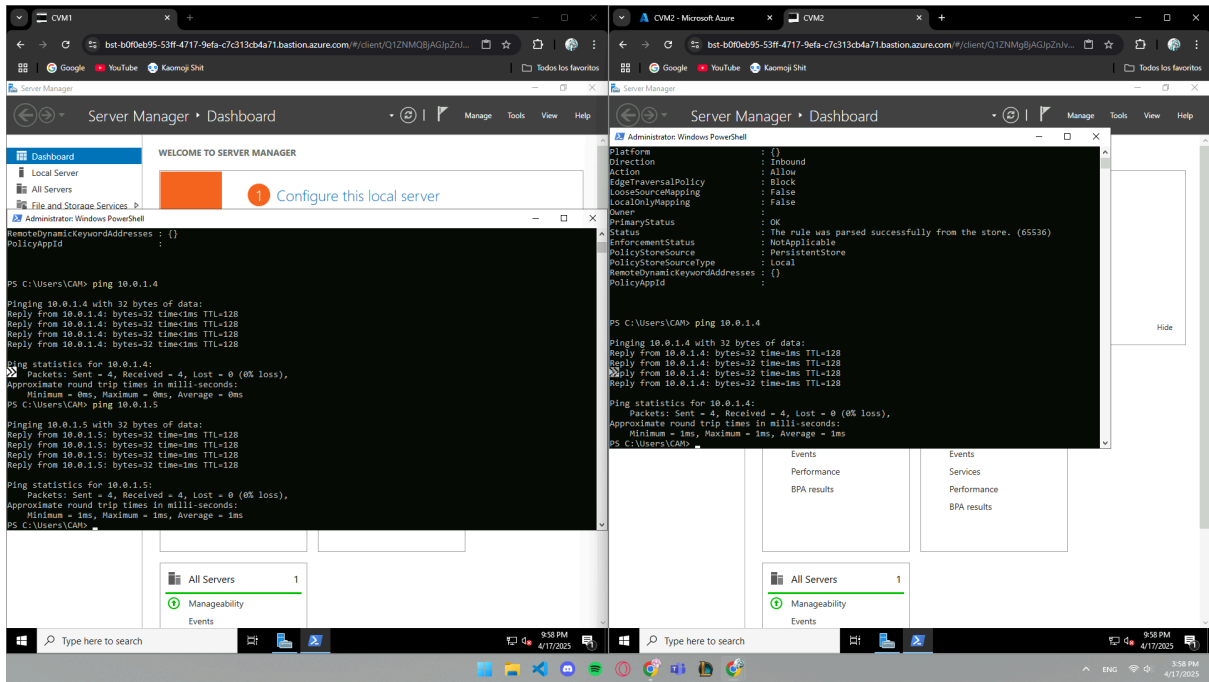 CVM1
bst-b0f0eb95-53ff-4717-9efa-c7c313cb4a71.bastion.azure.com/#/client/Q1ZNMQBjAGJpZnJ...
Google YouTube Kaomoji Shit Todos los favoritos
Server Manager
Server Manager • Dashboard
Manage Tools View Help
Dashboard
Local Server
All Servers
File and Storage Services
WELCOME TO SERVER MANAGER
1 Configure this local server
Administrator: Windows PowerShell
RemoteDynamicKeywordAddresses : {}
PolicyAppId :
PS C:\Users\CAM> ping 10.0.1.4
Pinging 10.0.1.4 with 32 bytes of data:
Reply from 10.0.1.4: bytes=32 time<1ms TTL=128
Reply from 10.0.1.4: bytes=32 time<1ms TTL=128
Reply from 10.0.1.4: bytes=32 time<1ms TTL=128
Reply from 10.0.1.4: bytes=32 time<1ms TTL=128
Ping statistics for 10.0.1.4:
Packets: Sent = 4, Received = 4, Lost = 0 (0% loss),
Approximate round trip times in milli-seconds:
Minimum = 0ms, Maximum = 0ms, Average = 0ms
PS C:\Users\CAM> ping 10.0.1.5
Pinging 10.0.1.5 with 32 bytes of data:
Reply from 10.0.1.5: bytes=32 time=1ms TTL=128
Reply from 10.0.1.5: bytes=32 time=1ms TTL=128
Reply from 10.0.1.5: bytes=32 time=1ms TTL=128
Reply from 10.0.1.5: bytes=32 time=1ms TTL=128
Ping statistics for 10.0.1.5:
Packets: Sent = 4, Received = 4, Lost = 0 (0% loss),
Approximate round trip times in milli-seconds:
Minimum = 1ms, Maximum = 1ms, Average = 1ms
PS C:\Users\CAM>
All Servers 1
Manageability
Events
Type here to search
9:58 PM
4/17/2025
CVM2 - Microsoft Azure
CVM2
bst-b0f0eb95-53ff-4717-9efa-c7c313cb4a71.bastion.azure.com/#/client/Q1ZNMgBjAGJpZnJ...
Google YouTube Kaomoji Shit Todos los favoritos
Server Manager
Server Manager • Dashboard
Manage Tools View Help
Administrator: Windows PowerShell
Platform : {}
Direction : Inbound
Action : Allow
EdgeTraversalPolicy : Block
LooseSourceMapping : False
LocalOnlyMapping : False
Owner :
PrimaryStatus : OK
Status : The rule was parsed successfully from the store. (65536)
EnforcementStatus : NotApplicable
PolicyStoreSource : PersistentStore
PolicyStoreSourceType : Local
RemoteDynamicKeywordAddresses : {}
PolicyAppId :
PS C:\Users\CAM> ping 10.0.1.4
Pinging 10.0.1.4 with 32 bytes of data:
Reply from 10.0.1.4: bytes=32 time=1ms TTL=128
Reply from 10.0.1.4: bytes=32 time=1ms TTL=128
Reply from 10.0.1.4: bytes=32 time=1ms TTL=128
Reply from 10.0.1.4: bytes=32 time=1ms TTL=128
Ping statistics for 10.0.1.4:
Packets: Sent = 4, Received = 4, Lost = 0 (0% loss),
Approximate round trip times in milli-seconds:
Minimum = 1ms, Maximum = 1ms, Average = 1ms
PS C:\Users\CAM>
Hide
Events
Performance
BPA results
Events
Services
Performance
BPA results
All Servers 1
Manageability
Events
Type here to search
9:58 PM
4/17/2025
ENG
3:58 PM
4/17/2025